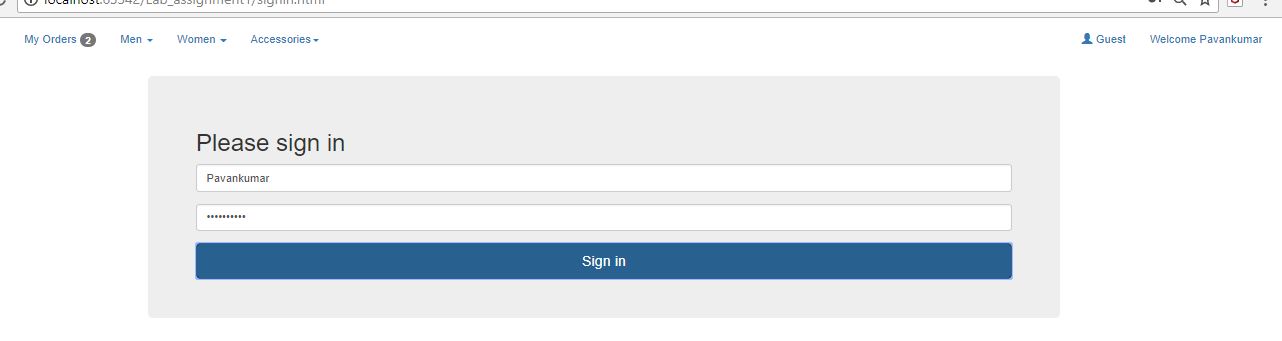 localhost:63342/Lab_assignment1/signin.html
My Orders 2 Men Women Accessories Guest Welcome Pavankumar
Please sign in
Pavankumar
••••••••••
Sign in